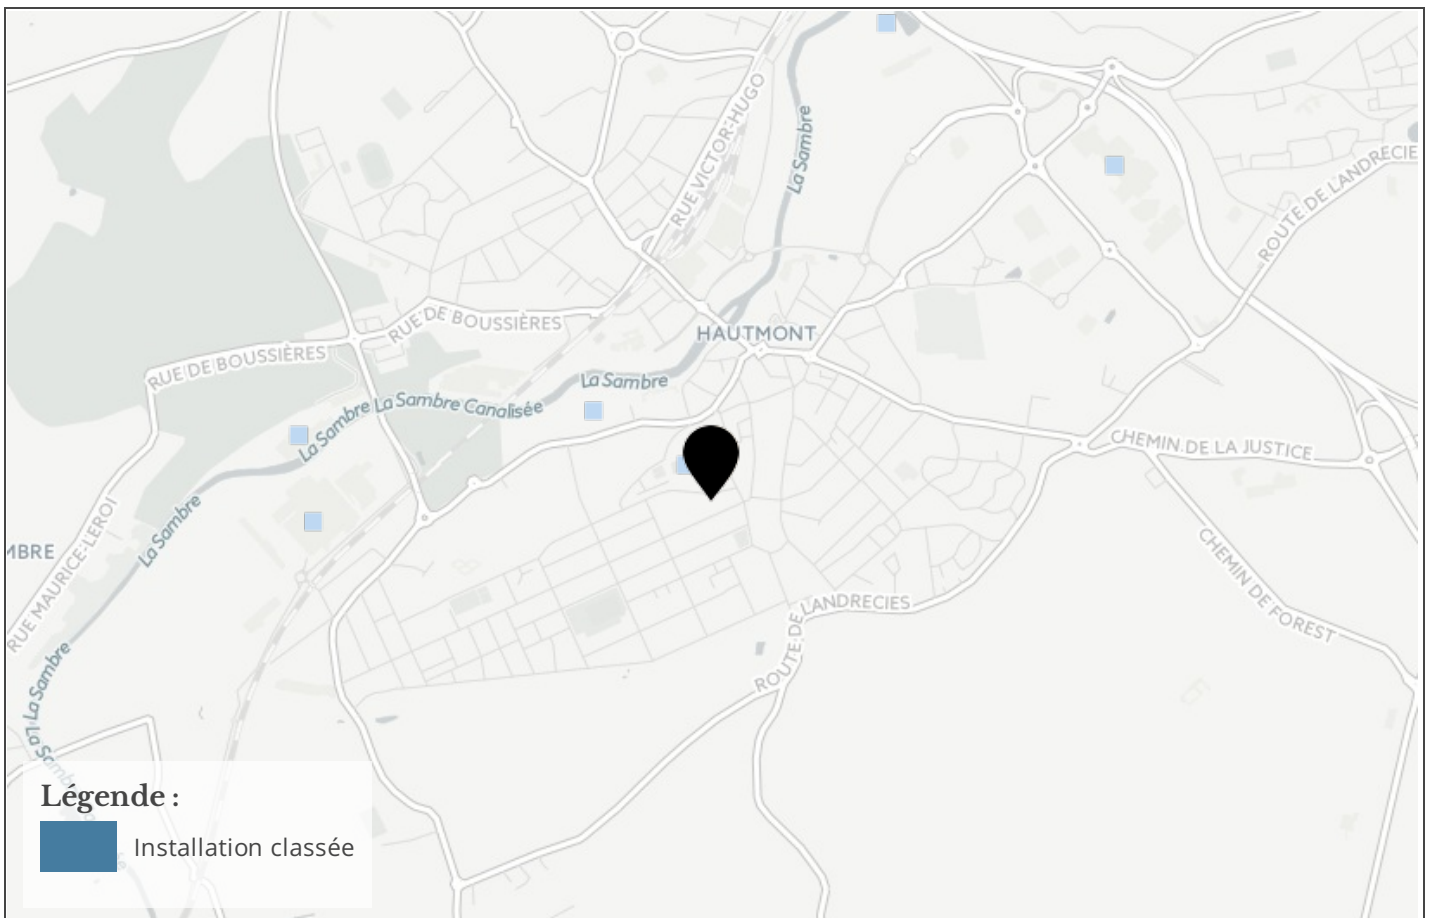 RUE VICTOR-HUGO
La Sambre
ROUTE DE LANDRECIE
RUE DE BOUSSIÈRES
HAUTMONT
RUE DE BOUSSIÈRES
La Sambre
La Sambre Canalisée
La Sambre
CHEMIN DE LA JUSTICE
La Sambre
MBRE
RUE MAURICE-LEROI
CHEMIN DE FOREST
ROUTE DE LANDRECIES
La Sambre
Légende :
Installation classée